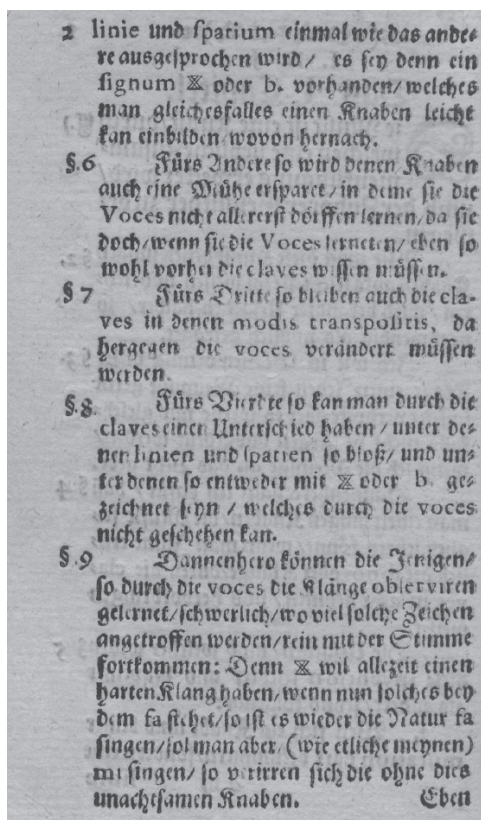 2 linie und spatium einmal wie das ande⸗
re ausgesprochen wird/ es sey denn ein
signum ※ oder b. vorhanden/ welches
man gleichesfalles einen Knaben leicht
kan einbilden/ wovon hernach.
§.6 Fürs Andere so wird denen Knaben
auch eine Mühe ersparet/ in deme sie die
Voces nicht allererst dörffen lernen/ da sie
doch/ wenn sie die Voces lerneten/ eben so
wohl vorhei die claves wissen müssen.
§ 7 Fürs Dritte so bleiben auch die cla-
ves in denen modis transpositis, da
hergegen die voces verändert müssen
werden.
§.8. Fürs Vierdte so kan man durch die
claves einen Unterschied haben / unter de⸗
nen linien und spatien so bloß/ und un⸗
ter denen so entweder mit ※ oder b. ge⸗
zeichnet seyn / welches durch die voces
nicht geschehen kan.
§.9 Dannenhero können die Jenigen/
so durch die voces die Klänge observiren
gelernet/ schwerlich/ wo viel solche Zeichen
angetroffen werden/ rein mit der Stimme
fortkommen: Denn ※ wil allezeit einen
harten Klang haben/ wenn nun solches bey
dem fa stehet/ so ist es wieder die Natur fa
singen/ sol man aber/ (wie etliche meynen)
mi singen/ so verirren sich die ohne dies
unachtsamen Knaben. Eben